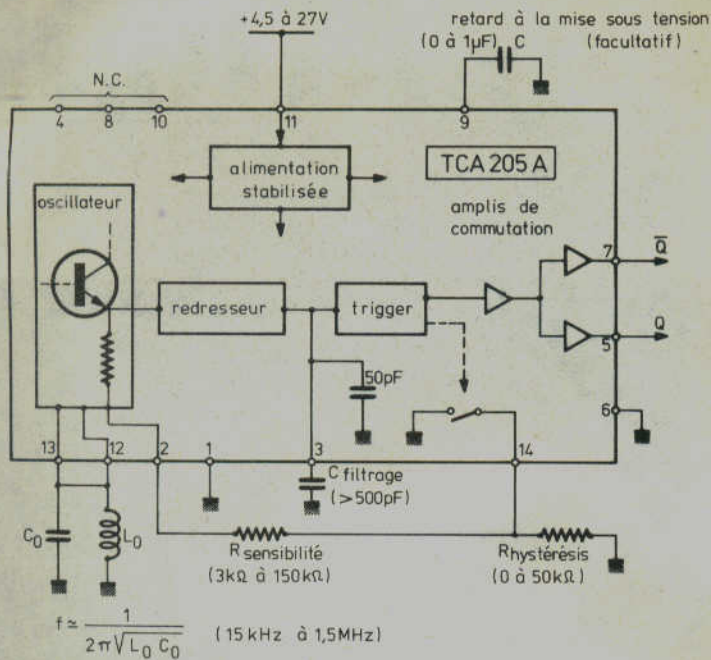 +4,5 à 27V
retard à la mise sous tension
(0 à 1µF) C (facultatif)
N.C.
4 8 10 11 9
alimentation
stabilisée
TCA 205 A
oscillateur
amplis de
commutation
7 Q̅
redresseur
trigger
5 Q
50pF
6
13 12 2 1 3 14
C filtrage
(>500pF)
C₀ L₀
R sensibilité
(3kΩ à 150kΩ)
R hystérésis
(0 à 50kΩ)
f ≃ 1 / 2π√L₀ C₀ (15 kHz à 1,5MHz)